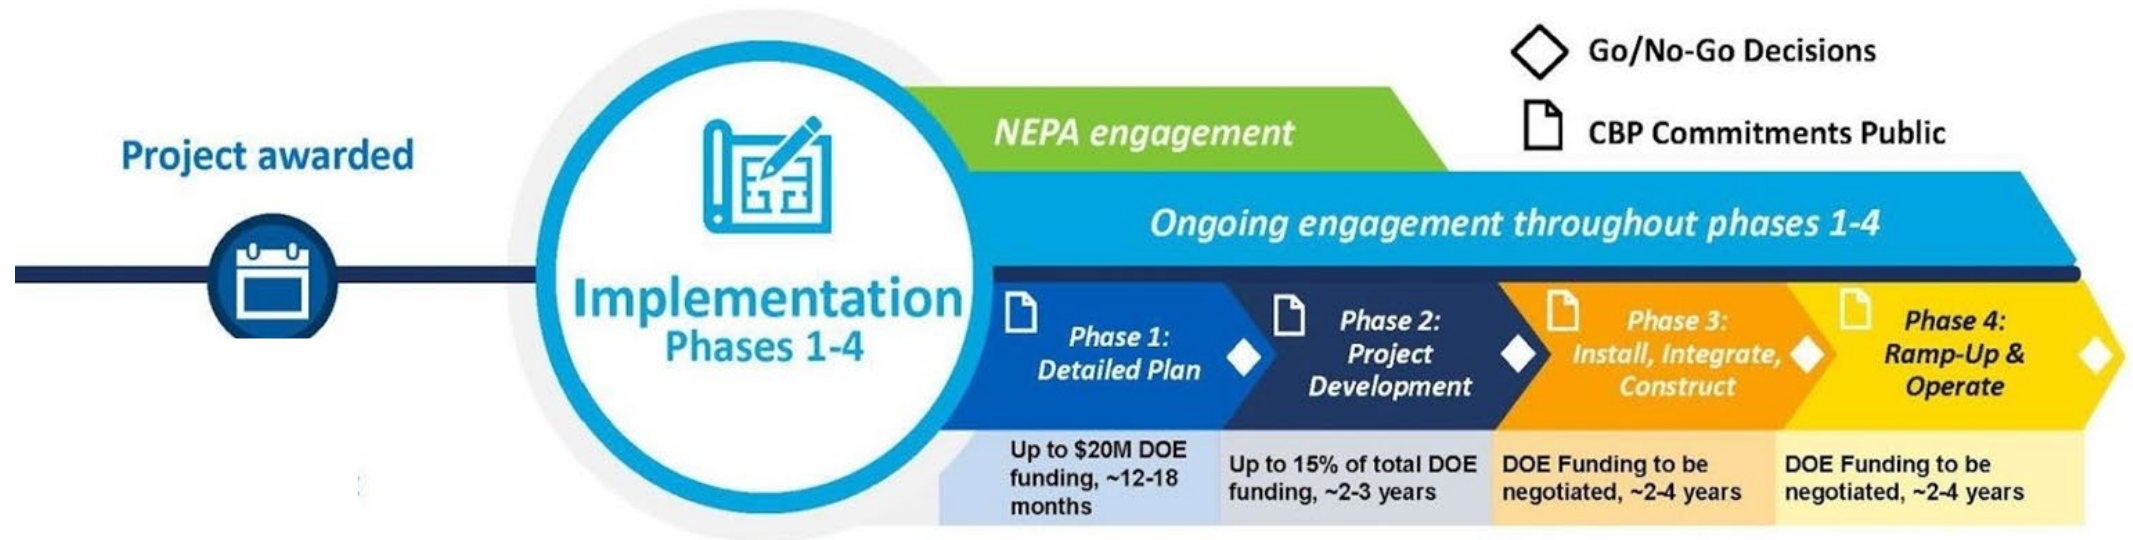 Project awarded
Implementation
Phases 1-4
NEPA engagement
Go/No-Go Decisions
CBP Commitments Public
Ongoing engagement throughout phases 1-4
Phase 1:
Detailed Plan
Phase 2:
Project
Development
Phase 3:
Install, Integrate,
Construct
Phase 4:
Ramp-Up &
Operate
Up to $20M DOE
funding, ~12-18
months
Up to 15% of total DOE
funding, ~2-3 years
DOE Funding to be
negotiated, ~2-4 years
DOE Funding to be
negotiated, ~2-4 years